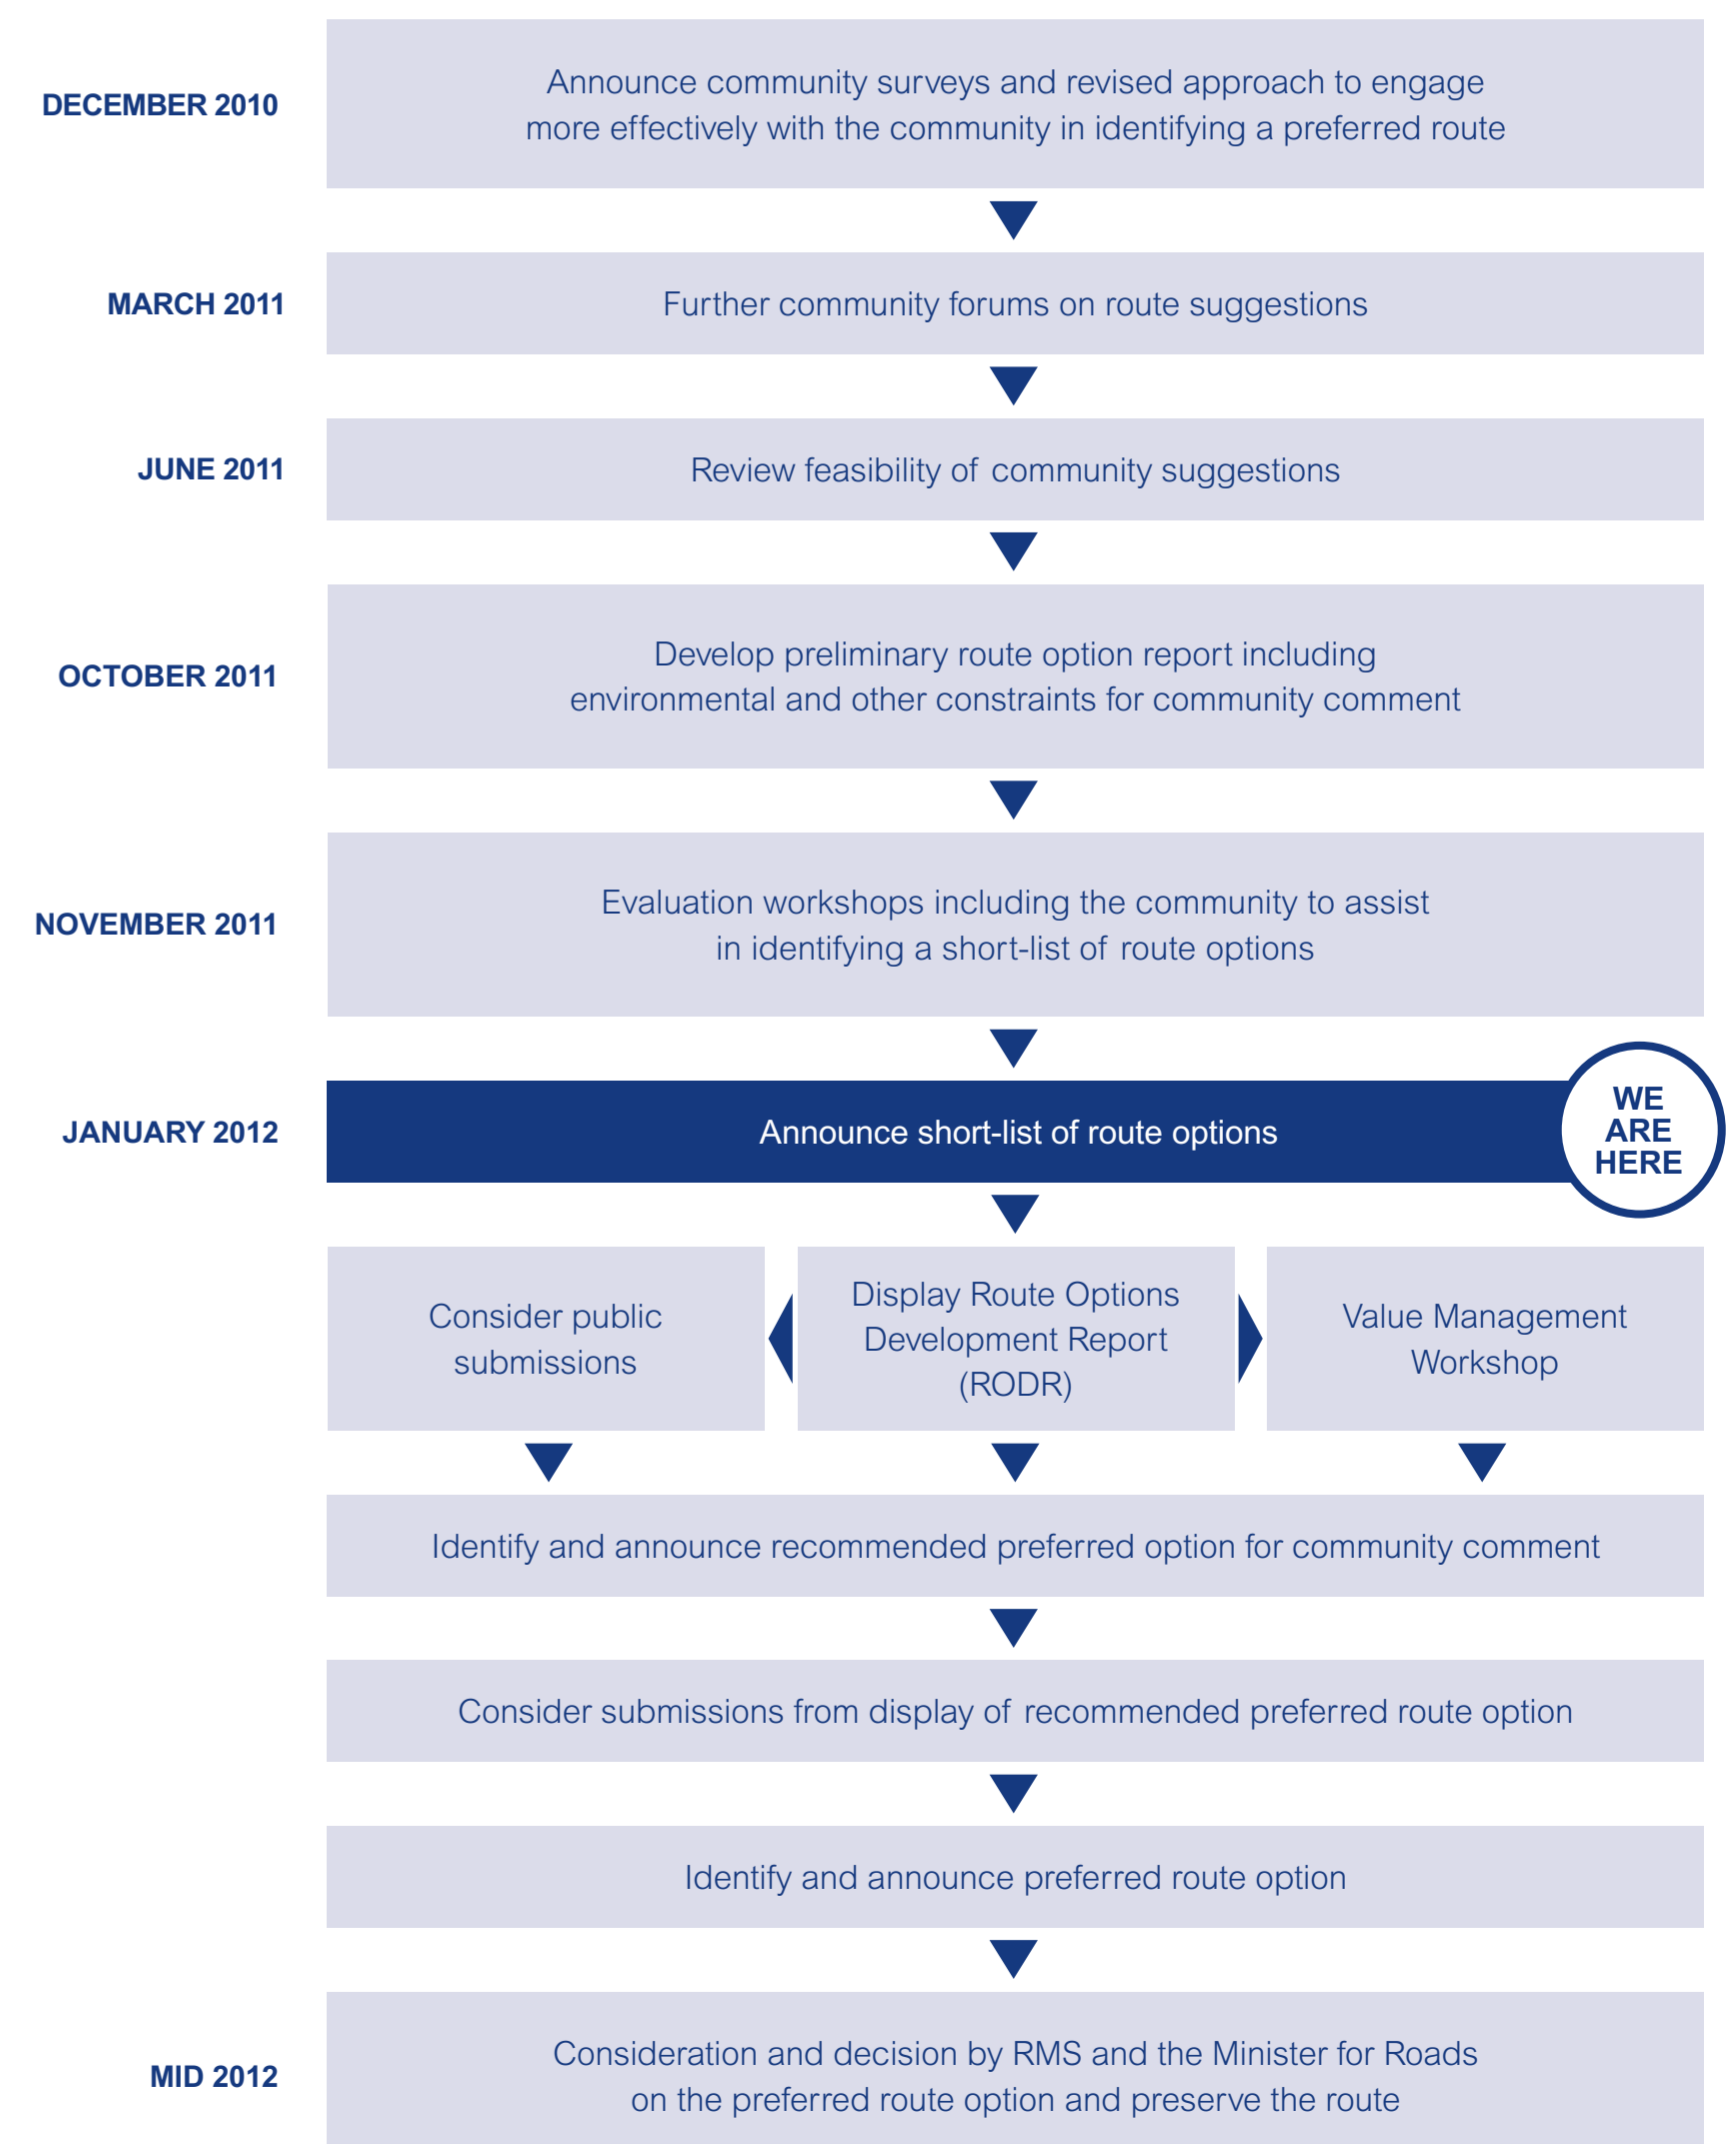 DECEMBER 2010
Announce community surveys and revised approach to engage
more effectively with the community in identifying a preferred route
MARCH 2011
Further community forums on route suggestions
JUNE 2011
Review feasibility of community suggestions
OCTOBER 2011
Develop preliminary route option report including
environmental and other constraints for community comment
NOVEMBER 2011
Evaluation workshops including the community to assist
in identifying a short-list of route options
JANUARY 2012
Announce short-list of route options
WE
ARE
HERE
Consider public
submissions
Display Route Options
Development Report
(RODR)
Value Management
Workshop
Identify and announce recommended preferred option for community comment
Consider submissions from display of recommended preferred route option
Identify and announce preferred route option
MID 2012
Consideration and decision by RMS and the Minister for Roads
on the preferred route option and preserve the route